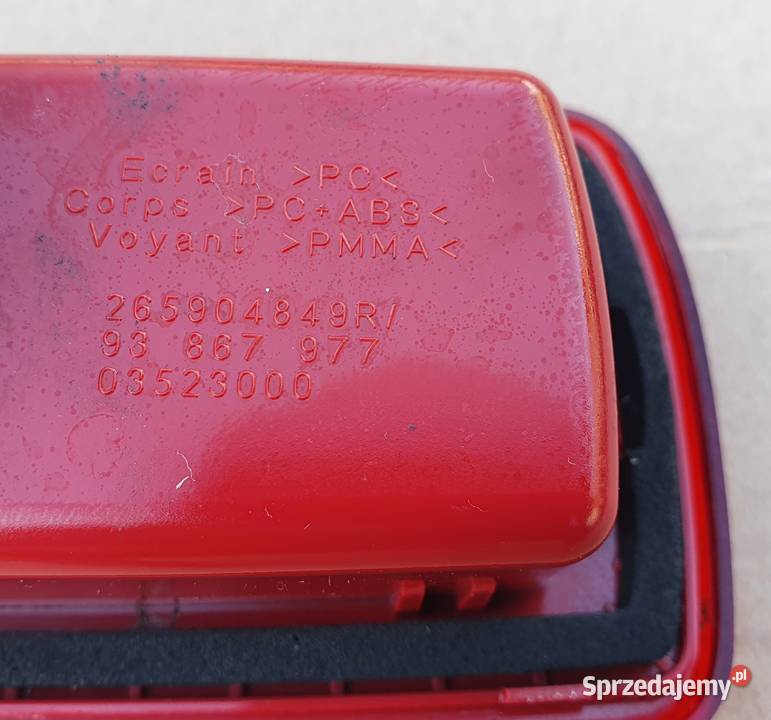 Ecrain >PC<
Corps >PC+ABS<
Voyant >PMMA<
265904849R/
93 867 977
03523000
Sprzedajemy.pl